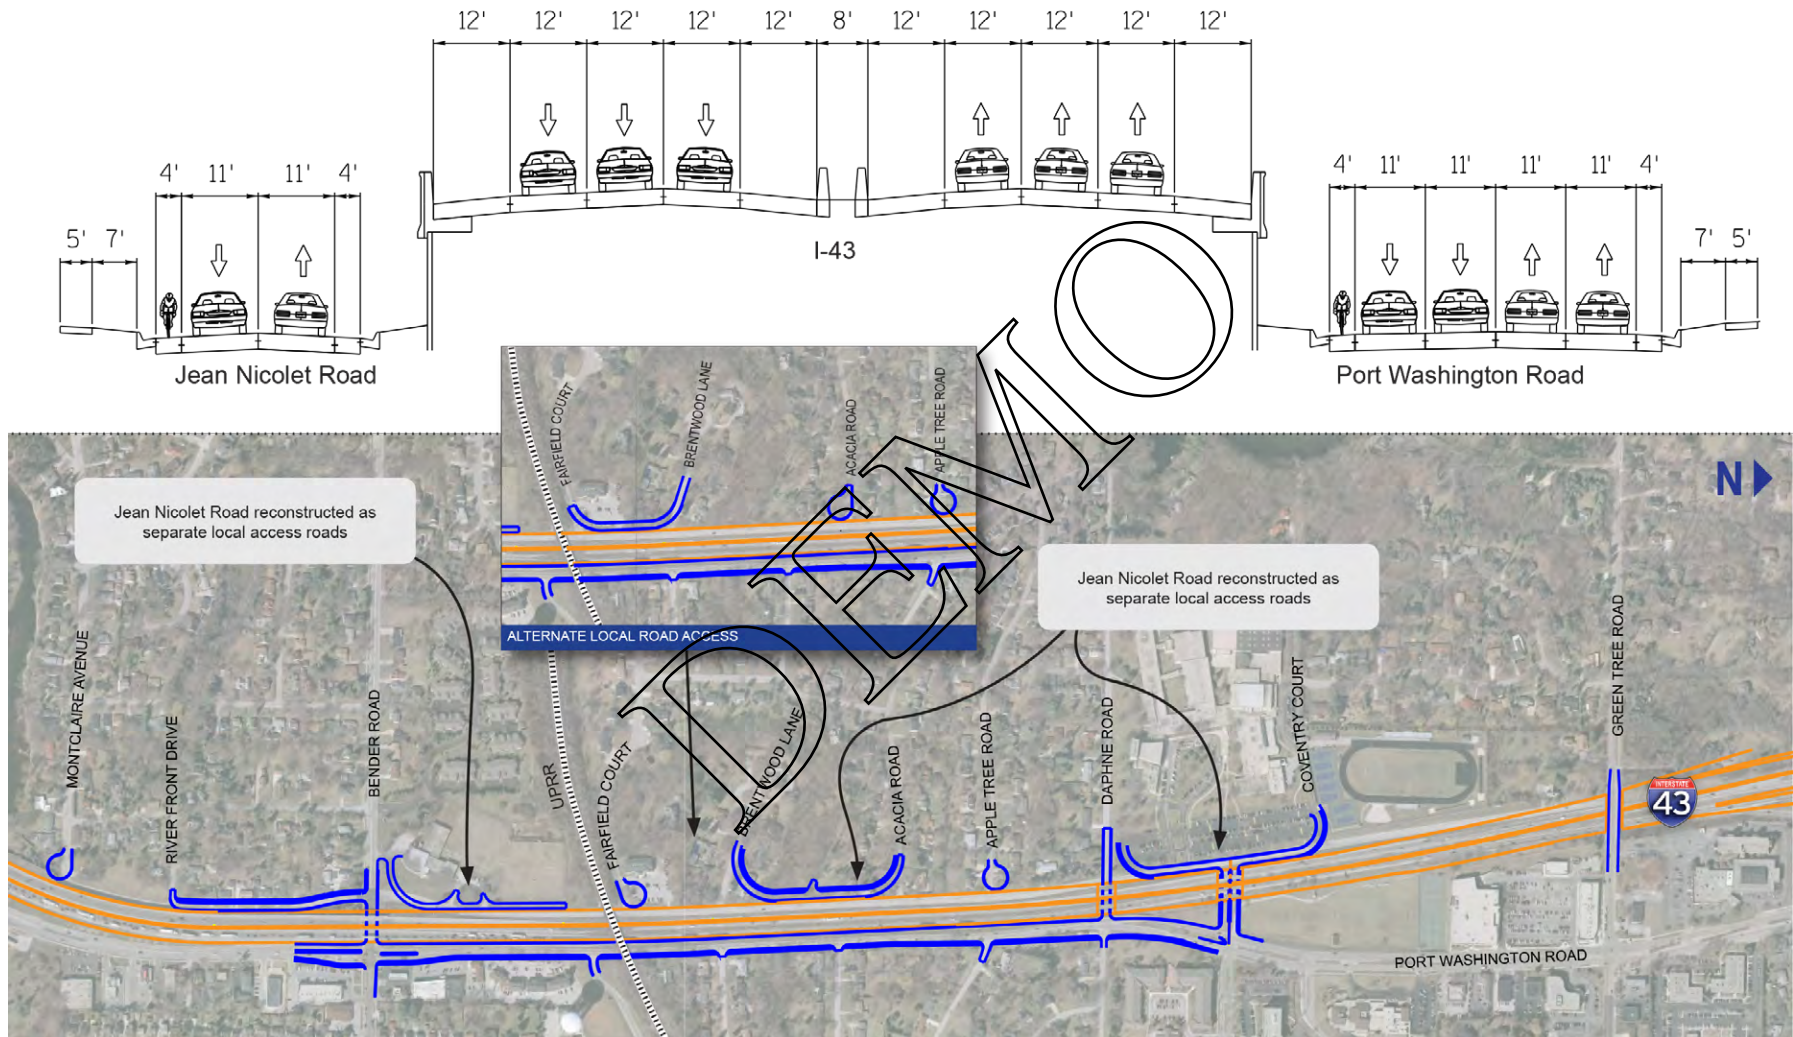 12' 12' 12' 12' 12' 8' 12' 12' 12' 12' 12'
4' 11' 11' 4'
4' 11' 11' 11' 11' 4'
5' 7'
7' 5'
I-43
Jean Nicolet Road
Port Washington Road
FAIRFIELD COURT
BRENTWOOD LANE
ACACIA ROAD
APPLE TREE ROAD
ALTERNATE LOCAL ROAD ACCESS
N
Jean Nicolet Road reconstructed as
separate local access roads
Jean Nicolet Road reconstructed as
separate local access roads
MONTCLAIRE AVENUE
RIVER FRONT DRIVE
BENDER ROAD
UPRR
FAIRFIELD COURT
BRENTWOOD LANE
ACACIA ROAD
APPLE TREE ROAD
DAPHNE ROAD
COVENTRY COURT
GREEN TREE ROAD
INTERSTATE
43
PORT WASHINGTON ROAD
DEMO